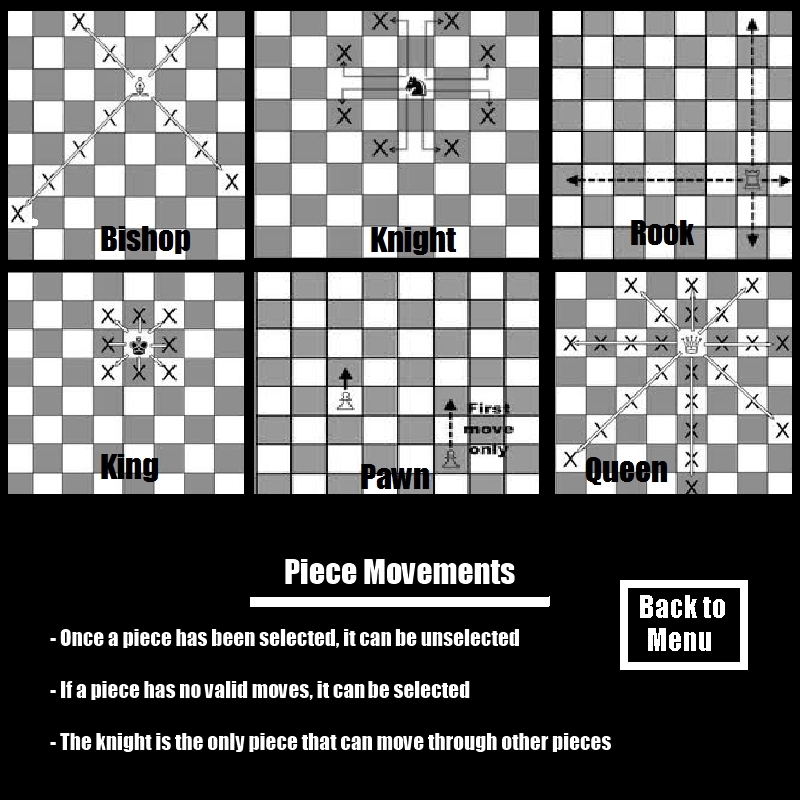 Bishop
Knight
Rook
King
First
move
only
Pawn
Queen
Piece Movements
Back to
Menu
- Once a piece has been selected, it can be unselected
- If a piece has no valid moves, it can be selected
- The knight is the only piece that can move through other pieces